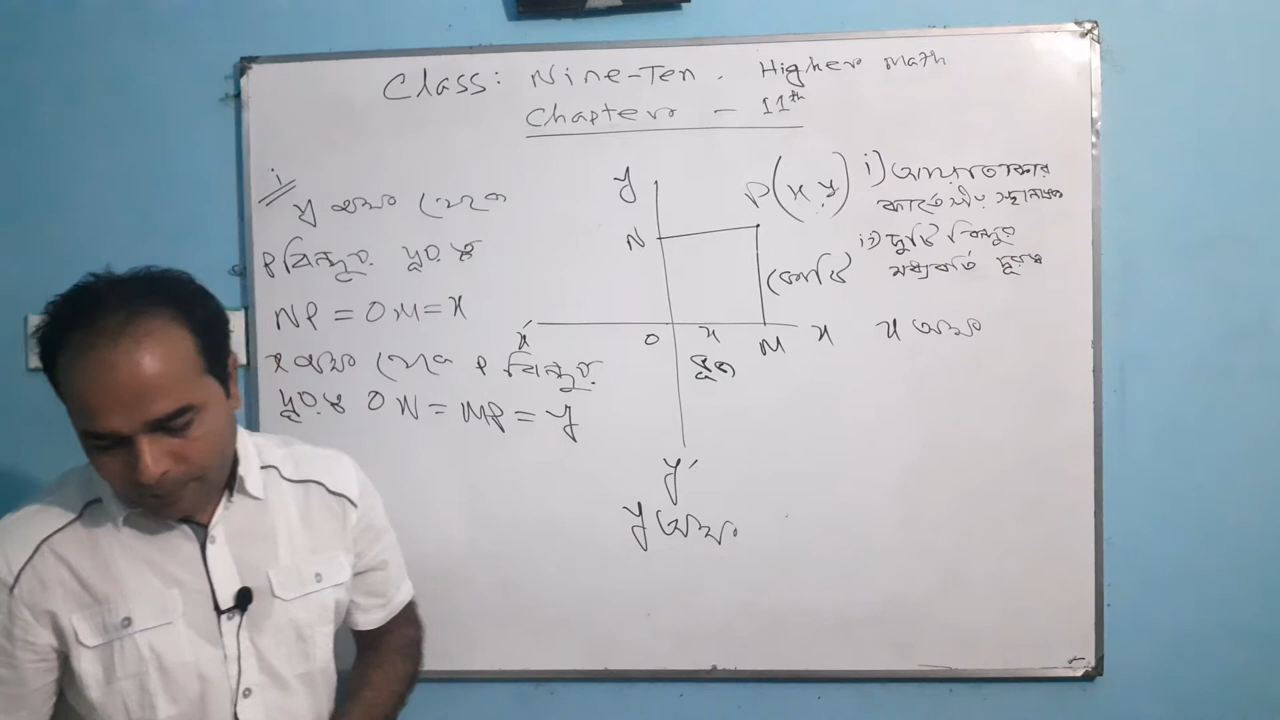 Class: Nine-Ten. Higher Math
Chapter - 11th
i
y অক্ষ থেকে
P বিন্দুর দূরত্ব
NP = OM = x
x অক্ষ থেকে P বিন্দুর
দূরত্ব ON = MP = y
y
P(x, y)
N
কোটি
x'
O
x
M
x
x অক্ষ
ভুজ
y'
y অক্ষ
i) আয়তাকার
কার্তেসীয় স্থানাঙ্ক
ii) দুটি বিন্দুর
মধ্যবর্তি দূরত্ব